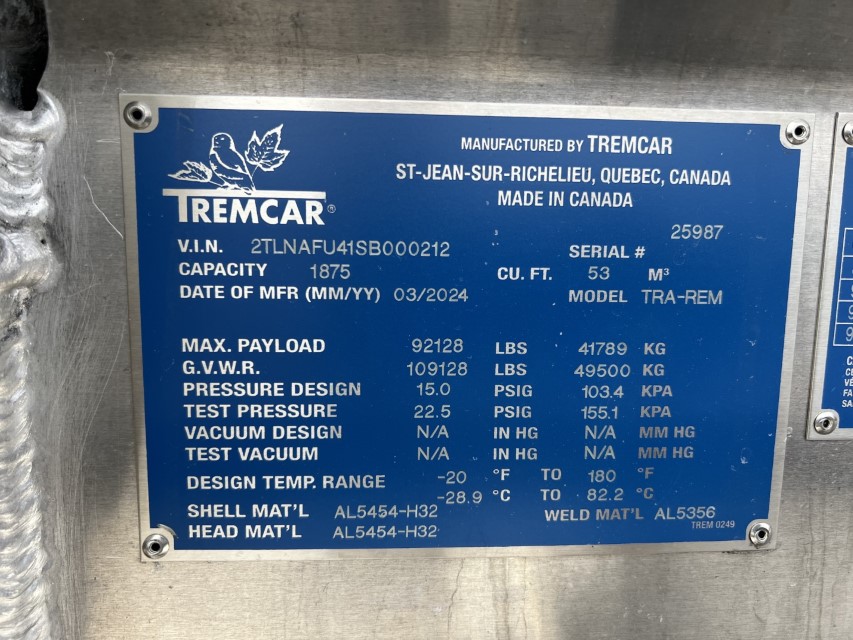 MANUFACTURED BY TREMCAR
ST-JEAN-SUR-RICHELIEU, QUEBEC, CANADA
MADE IN CANADA
TREMCAR®
V.I.N. 2TLNAFU41SB000212 SERIAL # 25987
CAPACITY 1875 CU. FT. 53 M³
DATE OF MFR (MM/YY) 03/2024 MODEL TRA-REM
MAX. PAYLOAD 92128 LBS 41789 KG
G.V.W.R. 109128 LBS 49500 KG
PRESSURE DESIGN 15.0 PSIG 103.4 KPA
TEST PRESSURE 22.5 PSIG 155.1 KPA
VACUUM DESIGN N/A IN HG N/A MM HG
TEST VACUUM N/A IN HG N/A MM HG
DESIGN TEMP. RANGE -20 °F TO 180 °F
-28.9 °C TO 82.2 °C
SHELL MAT'L AL5454-H32 WELD MAT'L AL5356
HEAD MAT'L AL5454-H32
TREM 0249